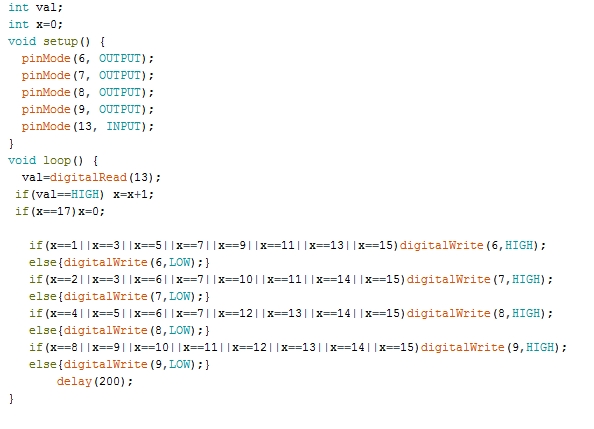 int val;
int x=0;
void setup() {
pinMode(6, OUTPUT);
pinMode(7, OUTPUT);
pinMode(8, OUTPUT);
pinMode(9, OUTPUT);
pinMode(13, INPUT);
}
void loop() {
val=digitalRead(13);
if(val==HIGH) x=x+1;
if(x==17)x=0;
if(x==1||x==3||x==5||x==7||x==9||x==11||x==13||x==15)digitalWrite(6,HIGH);
else{digitalWrite(6,LOW);}
if(x==2||x==3||x==6||x==7||x==10||x==11||x==14||x==15)digitalWrite(7,HIGH);
else{digitalWrite(7,LOW);}
if(x==4||x==5||x==6||x==7||x==12||x==13||x==14||x==15)digitalWrite(8,HIGH);
else{digitalWrite(8,LOW);}
if(x==8||x==9||x==10||x==11||x==12||x==13||x==14||x==15)digitalWrite(9,HIGH);
else{digitalWrite(9,LOW);}
delay(200);
}